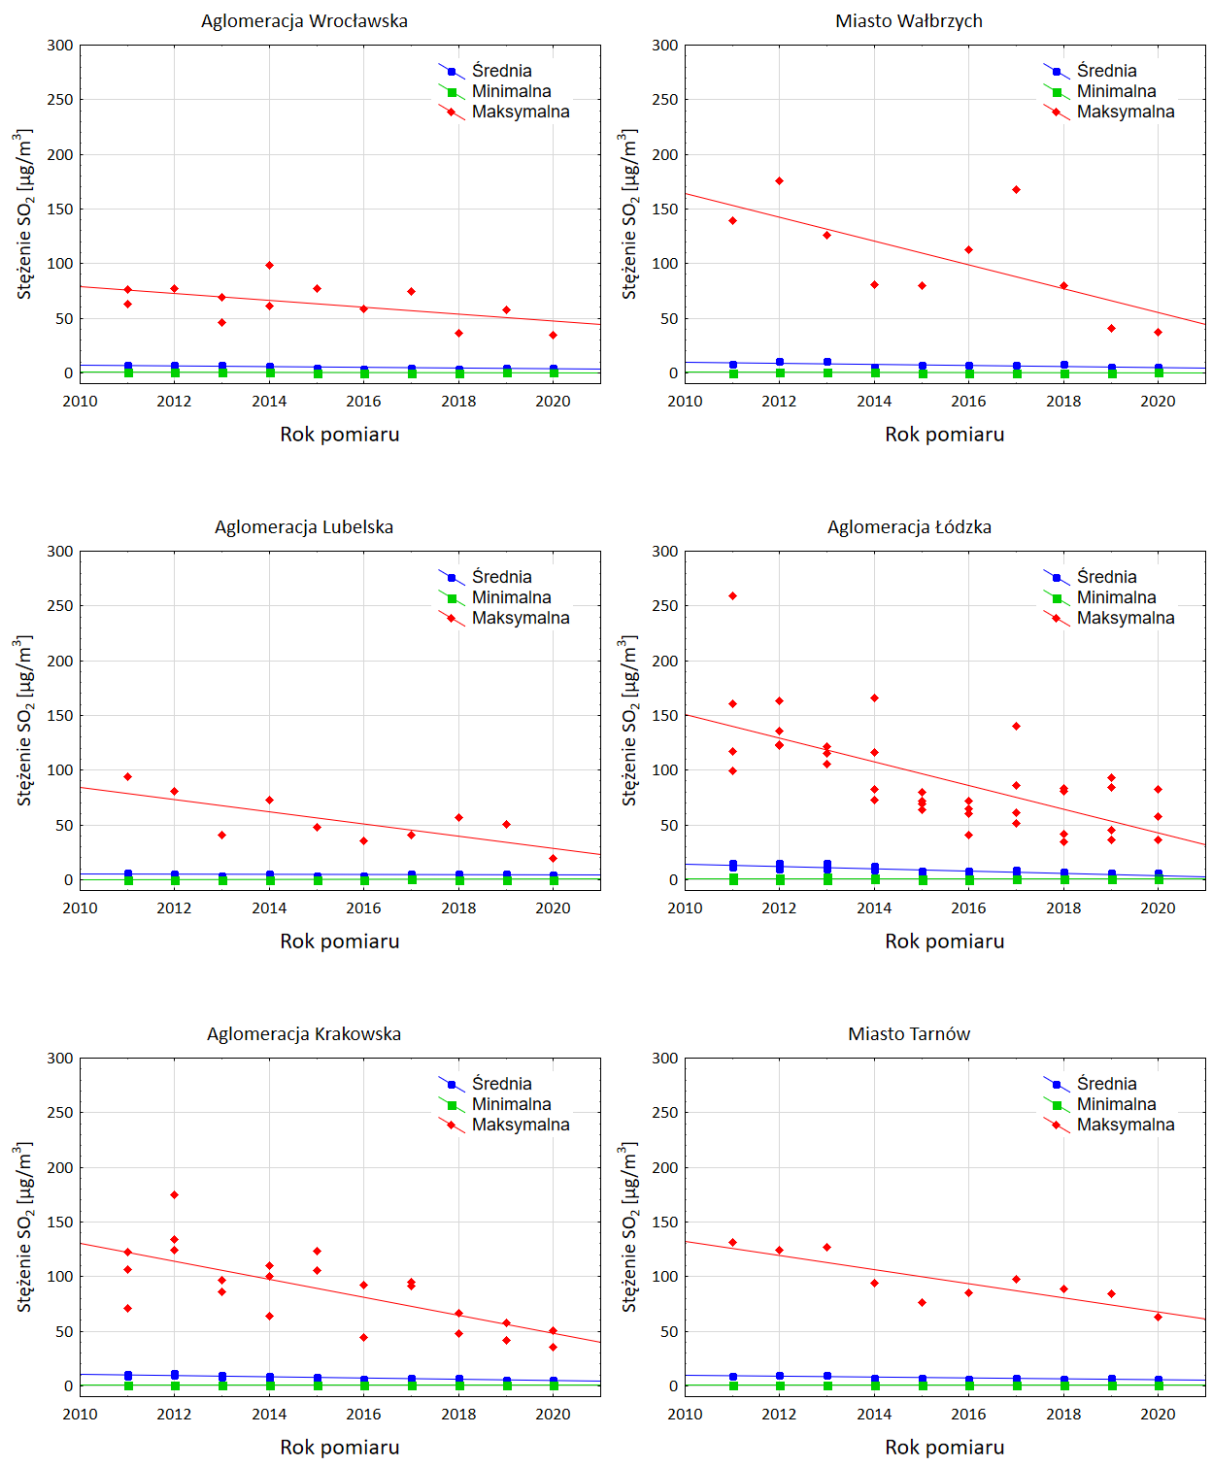 Aglomeracja Wrocławska
300
250
200
150
100
50
0
Stężenie SO2 [µg/m3]
Średnia
Minimalna
Maksymalna
2010 2012 2014 2016 2018 2020
Rok pomiaru
Miasto Wałbrzych
300
250
200
150
100
50
0
Stężenie SO2 [µg/m3]
Średnia
Minimalna
Maksymalna
2010 2012 2014 2016 2018 2020
Rok pomiaru
Aglomeracja Lubelska
300
250
200
150
100
50
0
Stężenie SO2 [µg/m3]
Średnia
Minimalna
Maksymalna
2010 2012 2014 2016 2018 2020
Rok pomiaru
Aglomeracja Łódzka
300
250
200
150
100
50
0
Stężenie SO2 [µg/m3]
Średnia
Minimalna
Maksymalna
2010 2012 2014 2016 2018 2020
Rok pomiaru
Aglomeracja Krakowska
300
250
200
150
100
50
0
Stężenie SO2 [µg/m3]
Średnia
Minimalna
Maksymalna
2010 2012 2014 2016 2018 2020
Rok pomiaru
Miasto Tarnów
300
250
200
150
100
50
0
Stężenie SO2 [µg/m3]
Średnia
Minimalna
Maksymalna
2010 2012 2014 2016 2018 2020
Rok pomiaru